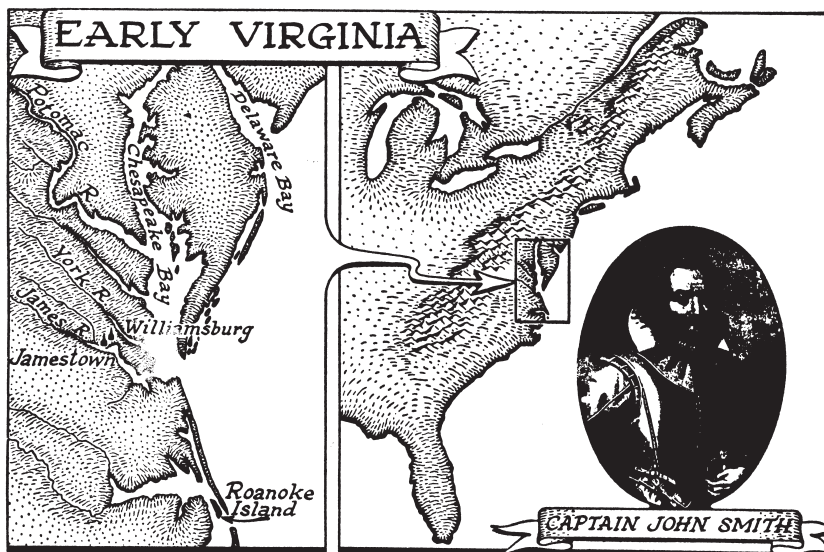 EARLY VIRGINIA
Potomac R.
Chesapeake Bay
Delaware Bay
York R.
James R.
Williamsburg
Jamestown
Roanoke
Island
CAPTAIN JOHN SMITH